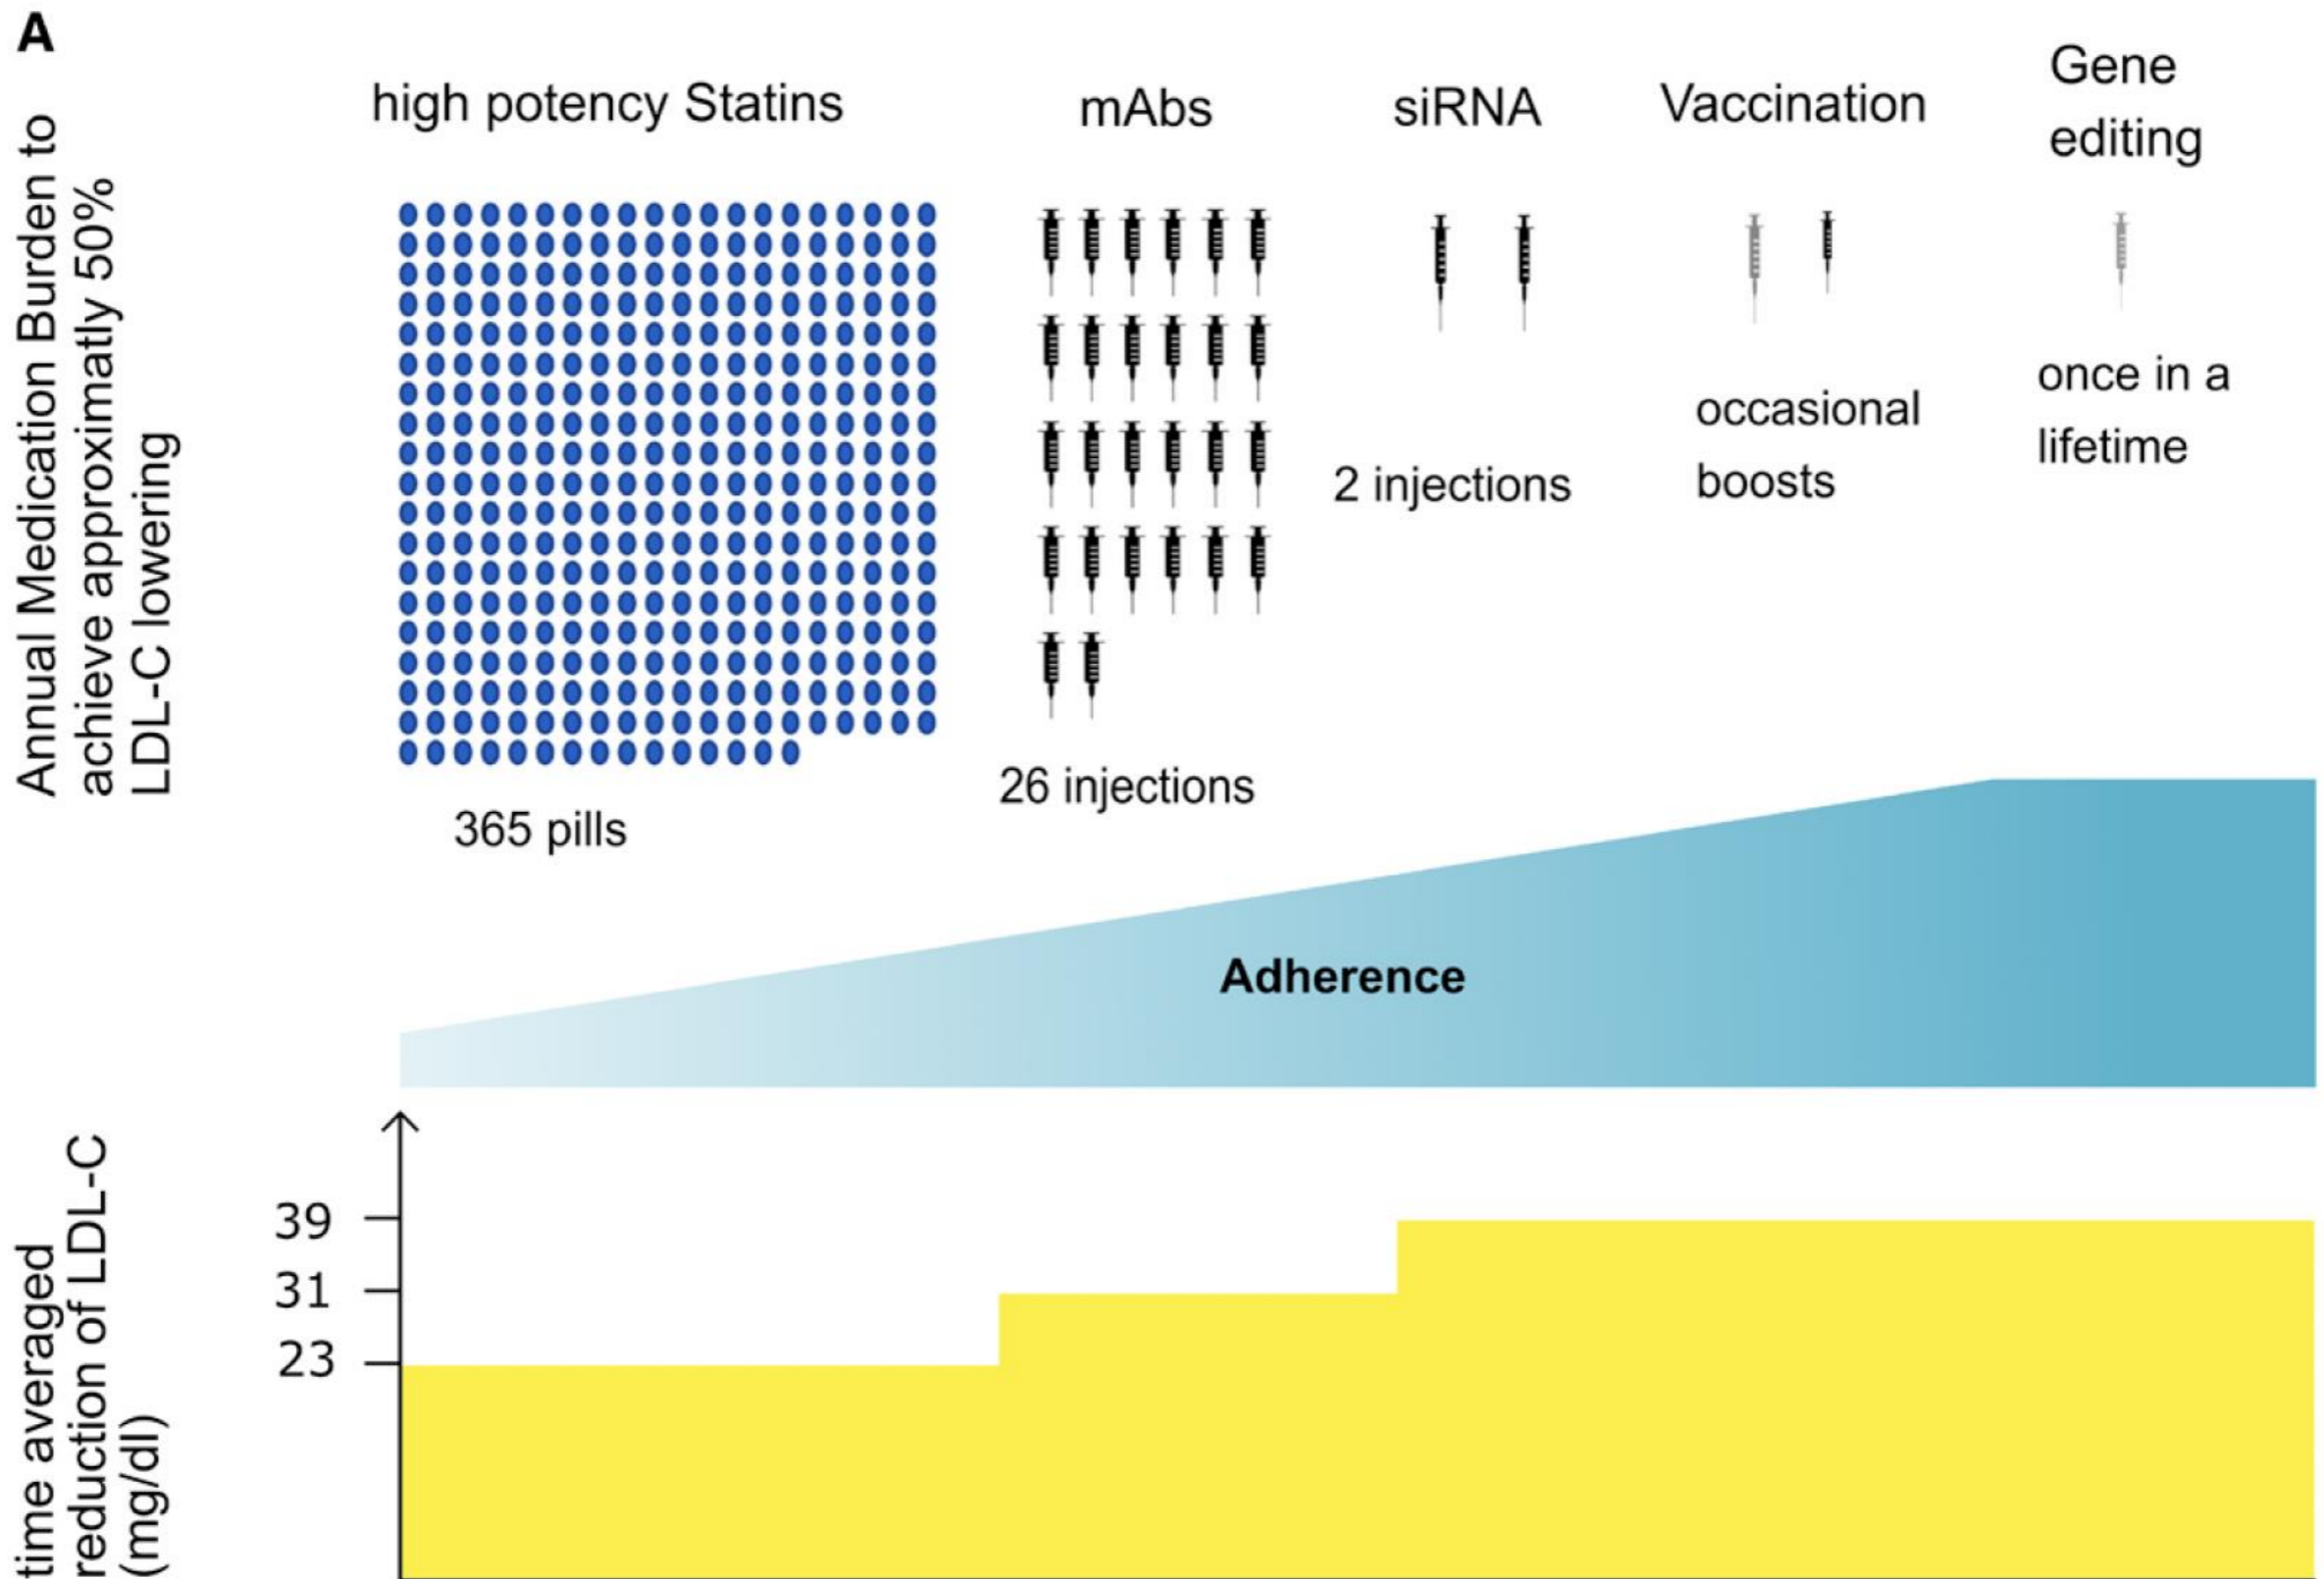 A
Annual Medication Burden to
achieve approximatly 50%
LDL-C lowering
high potency Statins
mAbs
siRNA
Vaccination
Gene
editing
365 pills
26 injections
2 injections
occasional
boosts
once in a
lifetime
Adherence
time averaged
reduction of LDL-C
(mg/dl)
39
31
23